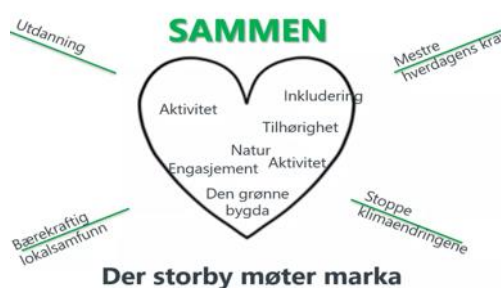 Utdanning
SAMMEN
Mestre
hverdagens krav
Aktivitet
Inkludering
Tilhørighet
Natur
Engasjement
Aktivitet
Den grønne
bygda
Bærekraftig
lokalsamfunn
Stoppe
klimaendringene
Der storby møter marka